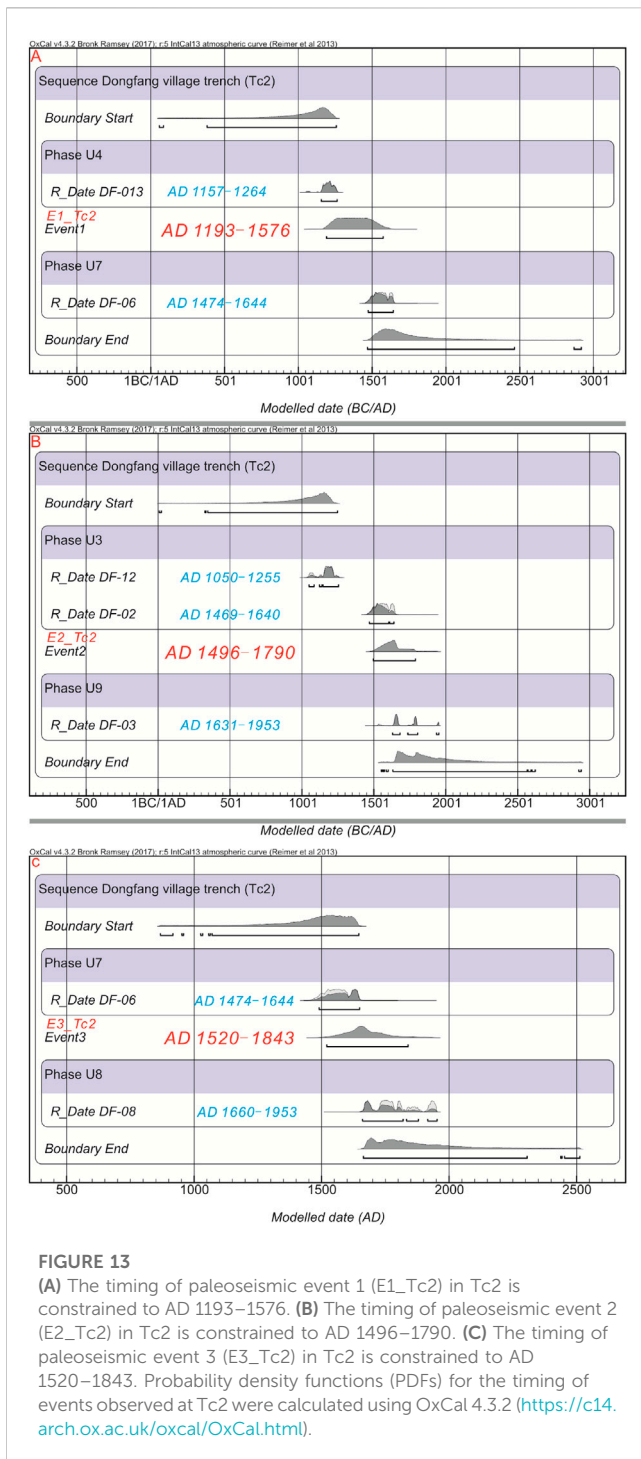 OxCal v4.3.2 Bronk Ramsey (2017); r:5 IntCal13 atmospheric curve (Reimer et al 2013)
A
Sequence Dongfang village trench (Tc2)
Boundary Start
Phase U4
R_Date DF-013 AD 1157–1264
E1_Tc2
Event1 AD 1193–1576
Phase U7
R_Date DF-06 AD 1474–1644
Boundary End
500 1BC/1AD 501 1001 1501 2001 2501 3001
Modelled date (BC/AD)
OxCal v4.3.2 Bronk Ramsey (2017); r:5 IntCal13 atmospheric curve (Reimer et al 2013)
B
Sequence Dongfang village trench (Tc2)
Boundary Start
Phase U3
R_Date DF-12 AD 1050–1255
R_Date DF-02 AD 1469–1640
E2_Tc2
Event2 AD 1496–1790
Phase U9
R_Date DF-03 AD 1631–1953
Boundary End
500 1BC/1AD 501 1001 1501 2001 2501 3001
Modelled date (BC/AD)
OxCal v4.3.2 Bronk Ramsey (2017); r:5 IntCal13 atmospheric curve (Reimer et al 2013)
C
Sequence Dongfang village trench (Tc2)
Boundary Start
Phase U7
R_Date DF-06 AD 1474–1644
E3_Tc2
Event3 AD 1520–1843
Phase U8
R_Date DF-08 AD 1660–1953
Boundary End
500 1000 1500 2000 2500
Modelled date (AD)
FIGURE 13
(A) The timing of paleoseismic event 1 (E1_Tc2) in Tc2 is
constrained to AD 1193–1576. (B) The timing of paleoseismic event 2
(E2_Tc2) in Tc2 is constrained to AD 1496–1790. (C) The timing of
paleoseismic event 3 (E3_Tc2) in Tc2 is constrained to AD
1520–1843. Probability density functions (PDFs) for the timing of
events observed at Tc2 were calculated using OxCal 4.3.2 (https://c14.
arch.ox.ac.uk/oxcal/OxCal.html).